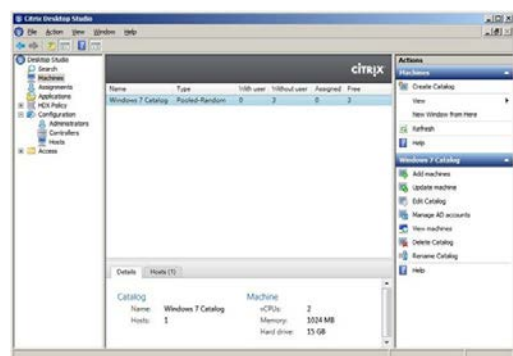 Citrix Desktop Studio
File Action View Window Help
Desktop Studio
Search
Machines
Assignments
Applications
HDX Policy
Configuration
Administrators
Controllers
Hosts
Access
CITRIX
Name Type With user Without user Assigned Free
Windows 7 Catalog Pooled-Random 0 3 0 3
Details Hosts (1)
Catalog
Name: Windows 7 Catalog
Hosts: 1
Machine
vCPUs: 2
Memory: 1024 MB
Hard drive: 15 GB
Actions
Machines
Create Catalog
View
New Window from Here
Refresh
Help
Windows 7 Catalog
Add machines
Update machine
Edit Catalog
Manage AD accounts
View machines
Delete Catalog
Rename Catalog
Help